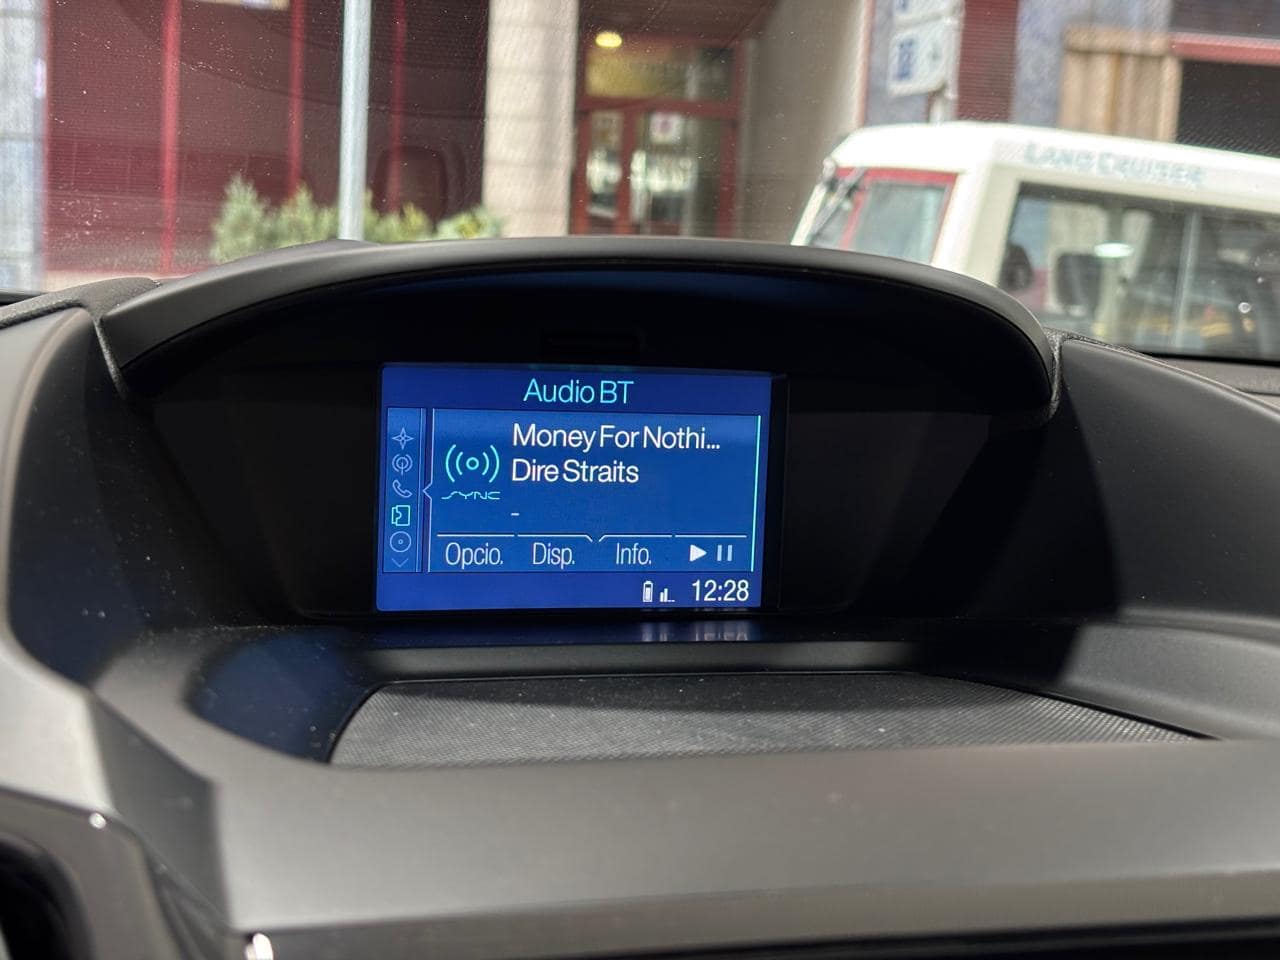 LAND CRUISER
Audio BT
Money For Nothi...
Dire Straits
SYNC
-
Opcio. Disp. Info.
12:28